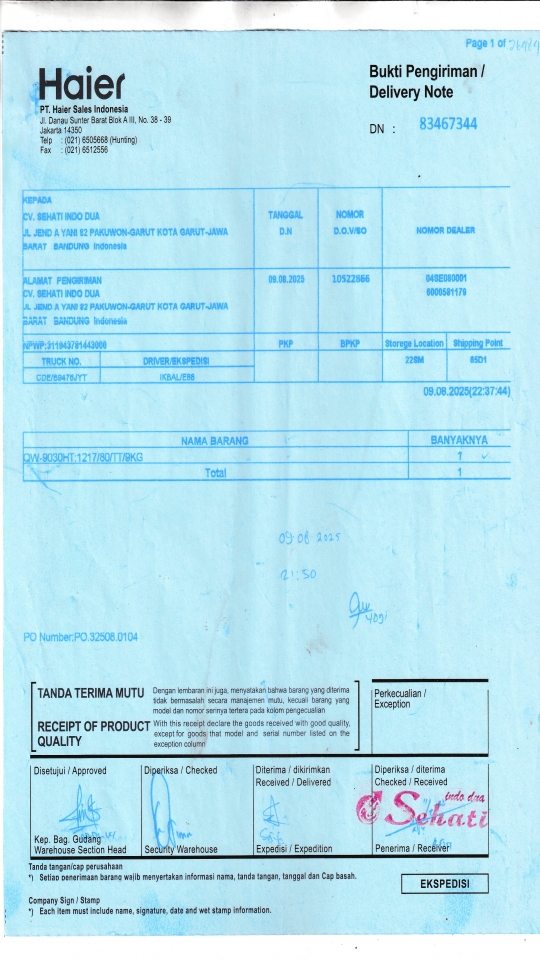 Page 1 of
Haier
PT. Haier Sales Indonesia
Jl. Danau Sunter Barat Blok A III, No. 38 - 39
Jakarta 14350
Telp : (021) 6505668 (Hunting)
Fax : (021) 6512556
Bukti Pengiriman /
Delivery Note
DN : 83467344
KEPADA
CV. SEHATI INDO DUA
JL JEND A YANI 82 PAKUWON-GARUT KOTA GARUT-JAWA
BARAT BANDUNG Indonesia
TANGGAL
D.N
NOMOR
D.O.V/SO
NOMOR DEALER
ALAMAT PENGIRIMAN
CV. SEHATI INDO DUA
JL JEND A YANI 82 PAKUWON-GARUT KOTA GARUT-JAWA
BARAT BANDUNG Indonesia
09.08.2025
10522866
NPWP:311943781443000
PKP
BPKP
Storege Location
Shipping Point
TRUCK NO.
DRIVER/EKSPEDISI
22SM
85D1
IKBAL/E88
09.08.2025(22:37:44)
NAMA BARANG
BANYAKNYA
QW-9030HT:1217/80/TT/9KG
1
Total
1
09-08-2025
21:50
PO Number:PO.32508.0104
TANDA TERIMA MUTU
Dengan lembaran ini juga, menyatakan bahwa barang yang diterima
tidak bermasalah secara manajemen mutu, kecuali barang yang
model dan nomor serinya tertera pada kolom pengecualian
RECEIPT OF PRODUCT
QUALITY
With this receipt declare the goods received with good quality,
except for goods that model and serial number listed on the
exception column
Perkecualian /
Exception
Disetujui / Approved
Diperiksa / Checked
Diterima / dikirimkan
Received / Delivered
Diperiksa / diterima
Checked / Received
indo dua
Sehati
Kep. Bag. Gudang
Warehouse Section Head
Security Warehouse
Expedisi / Expedition
Penerima / Receiver
Tanda tangan/cap perusahaan
*) Setiap penerimaan barang wajib menyertakan informasi nama, tanda tangan, tanggal dan Cap basah.
EKSPEDISI
Company Sign / Stamp
*) Each item must include name, signature, date and wet stamp information.